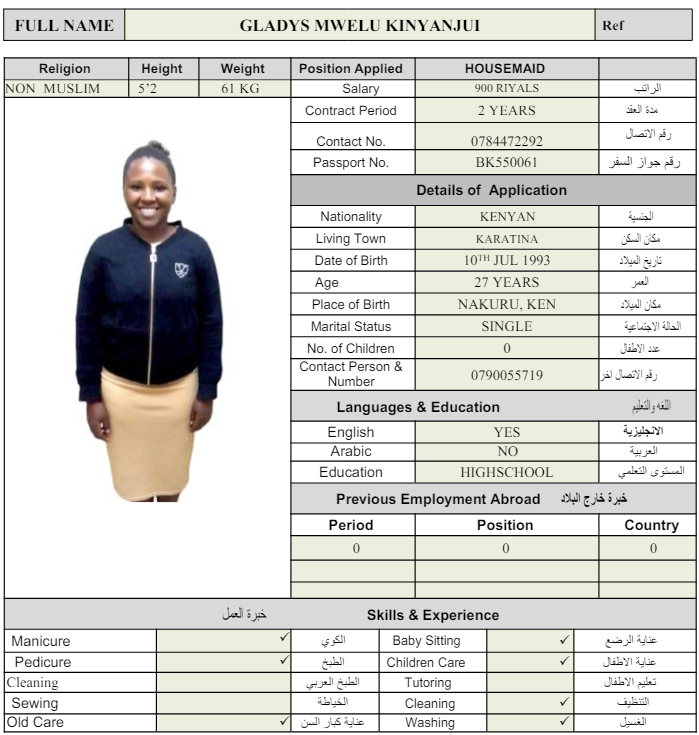 FULL NAME GLADYS MWELU KINYANJUI Ref
Religion Height Weight Position Applied HOUSEMAID
NON MUSLIM 5’2 61 KG Salary 900 RIYALS الراتب
Contract Period 2 YEARS مدة العقد
Contact No. 0784472292 رقم الاتصال
Passport No. BK550061 رقم جواز السفر
Details of Application
Nationality KENYAN الجنسية
Living Town KARATINA مكان السكن
Date of Birth 10TH JUL 1993 تاريخ الميلاد
Age 27 YEARS العمر
Place of Birth NAKURU, KEN مكان الميلاد
Marital Status SINGLE الحالة الاجتماعية
No. of Children 0 عدد الاطفال
Contact Person &
Number 0790055719 رقم الاتصال اخر
Languages & Education اللغه والتعليم
English YES الانجليزية
Arabic NO العربية
Education HIGHSCHOOL المستوى التعلمي
Previous Employment Abroad خبرة خارج البلاد
Period Position Country
0 0 0
خبرة العمل Skills & Experience
Manicure ✓ الكوي Baby Sitting ✓ عناية الرضع
Pedicure ✓ الطبخ Children Care ✓ عناية الاطفال
Cleaning الطبخ العربي Tutoring تعليم الاطفال
Sewing الخياطة Cleaning ✓ التنظيف
Old Care ✓ عناية كبار السن Washing ✓ الغسيل